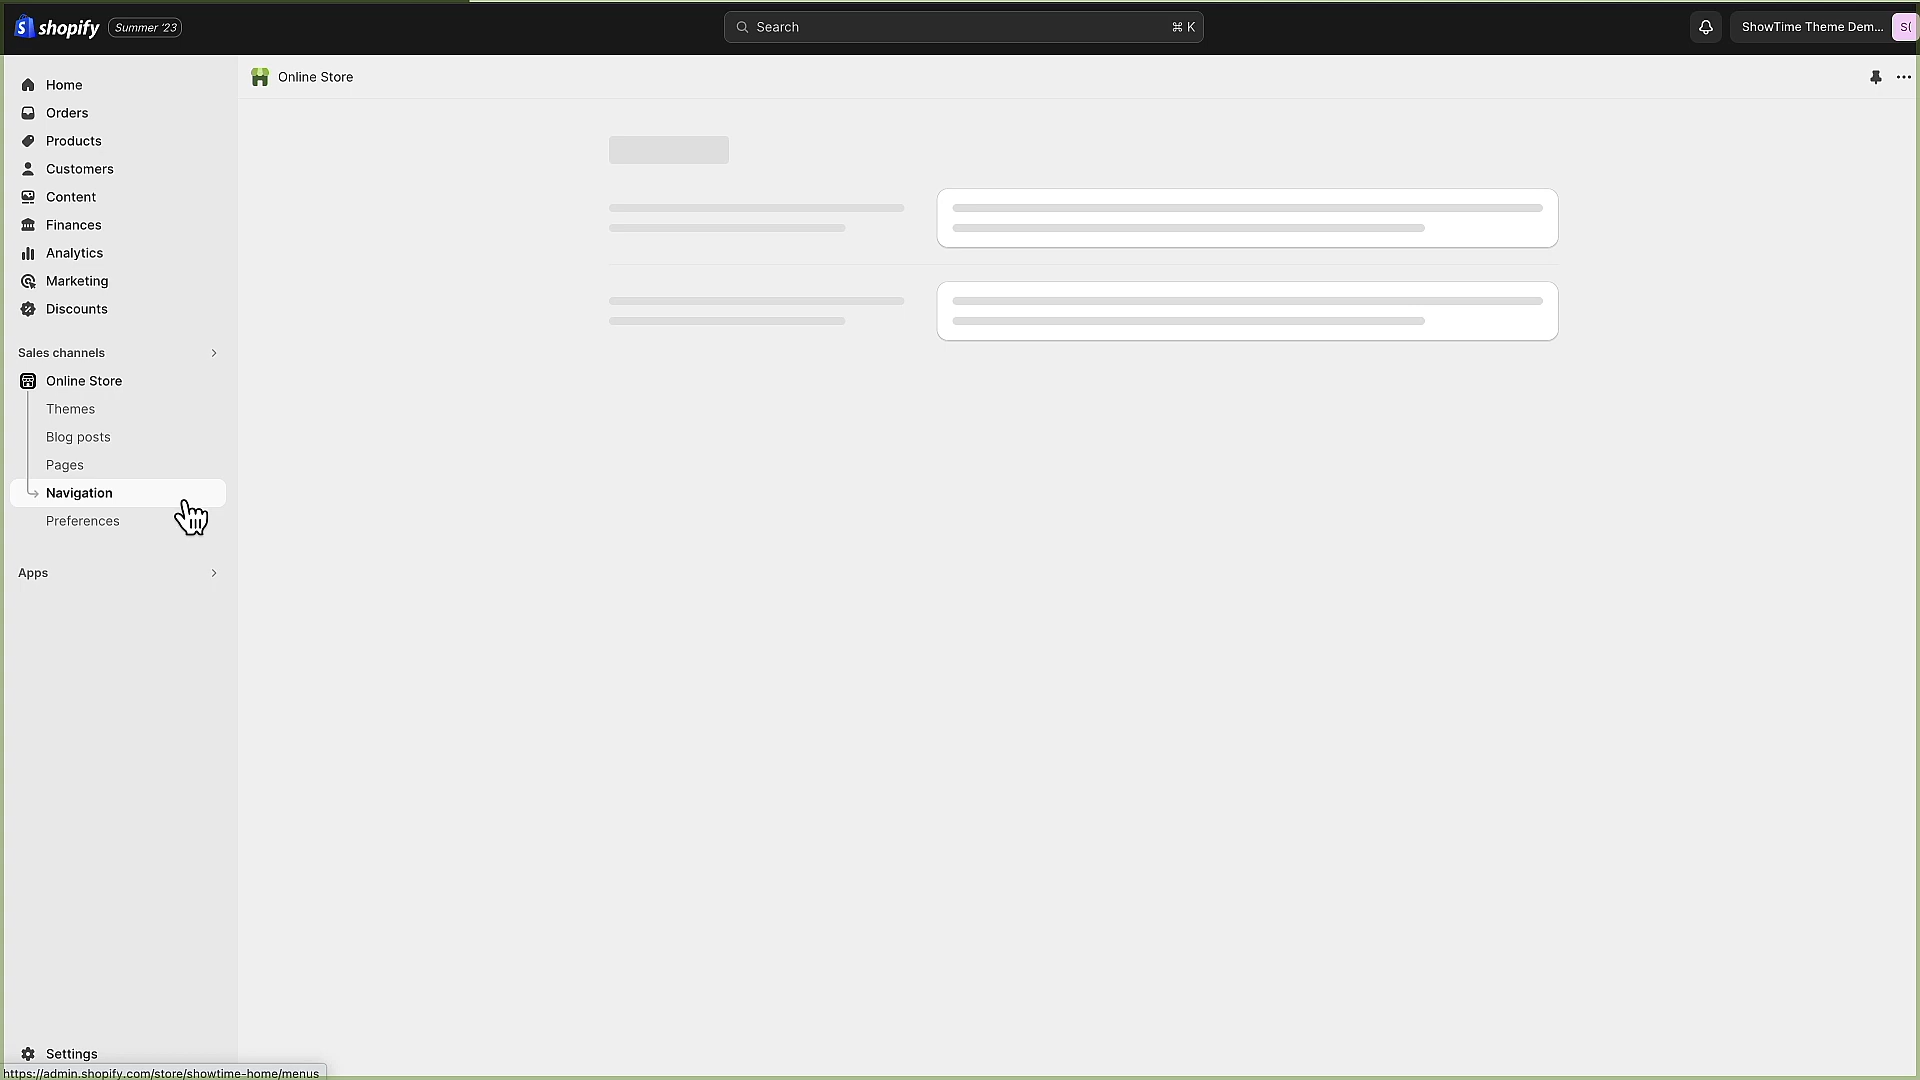 shopify Summer '23
Search ⌘ K
ShowTime Theme Dem... S(
Online Store
Home
Orders
Products
Customers
Content
Finances
Analytics
Marketing
Discounts
Sales channels
Online Store
Themes
Blog posts
Pages
Navigation
Preferences
Apps
Settings
https://admin.shopify.com/store/showtime-home/menus